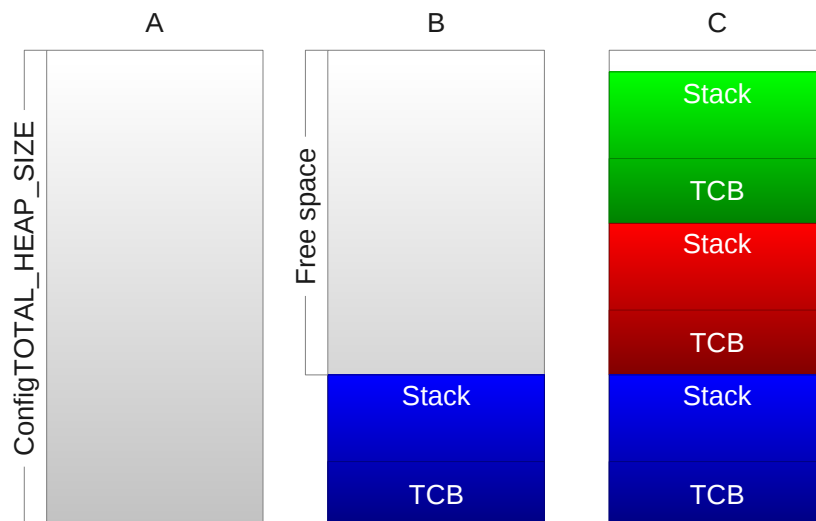 A
B
C
ConfigTOTAL_HEAP_SIZE
Free space
Stack
TCB
Stack
TCB
Stack
TCB
Stack
TCB